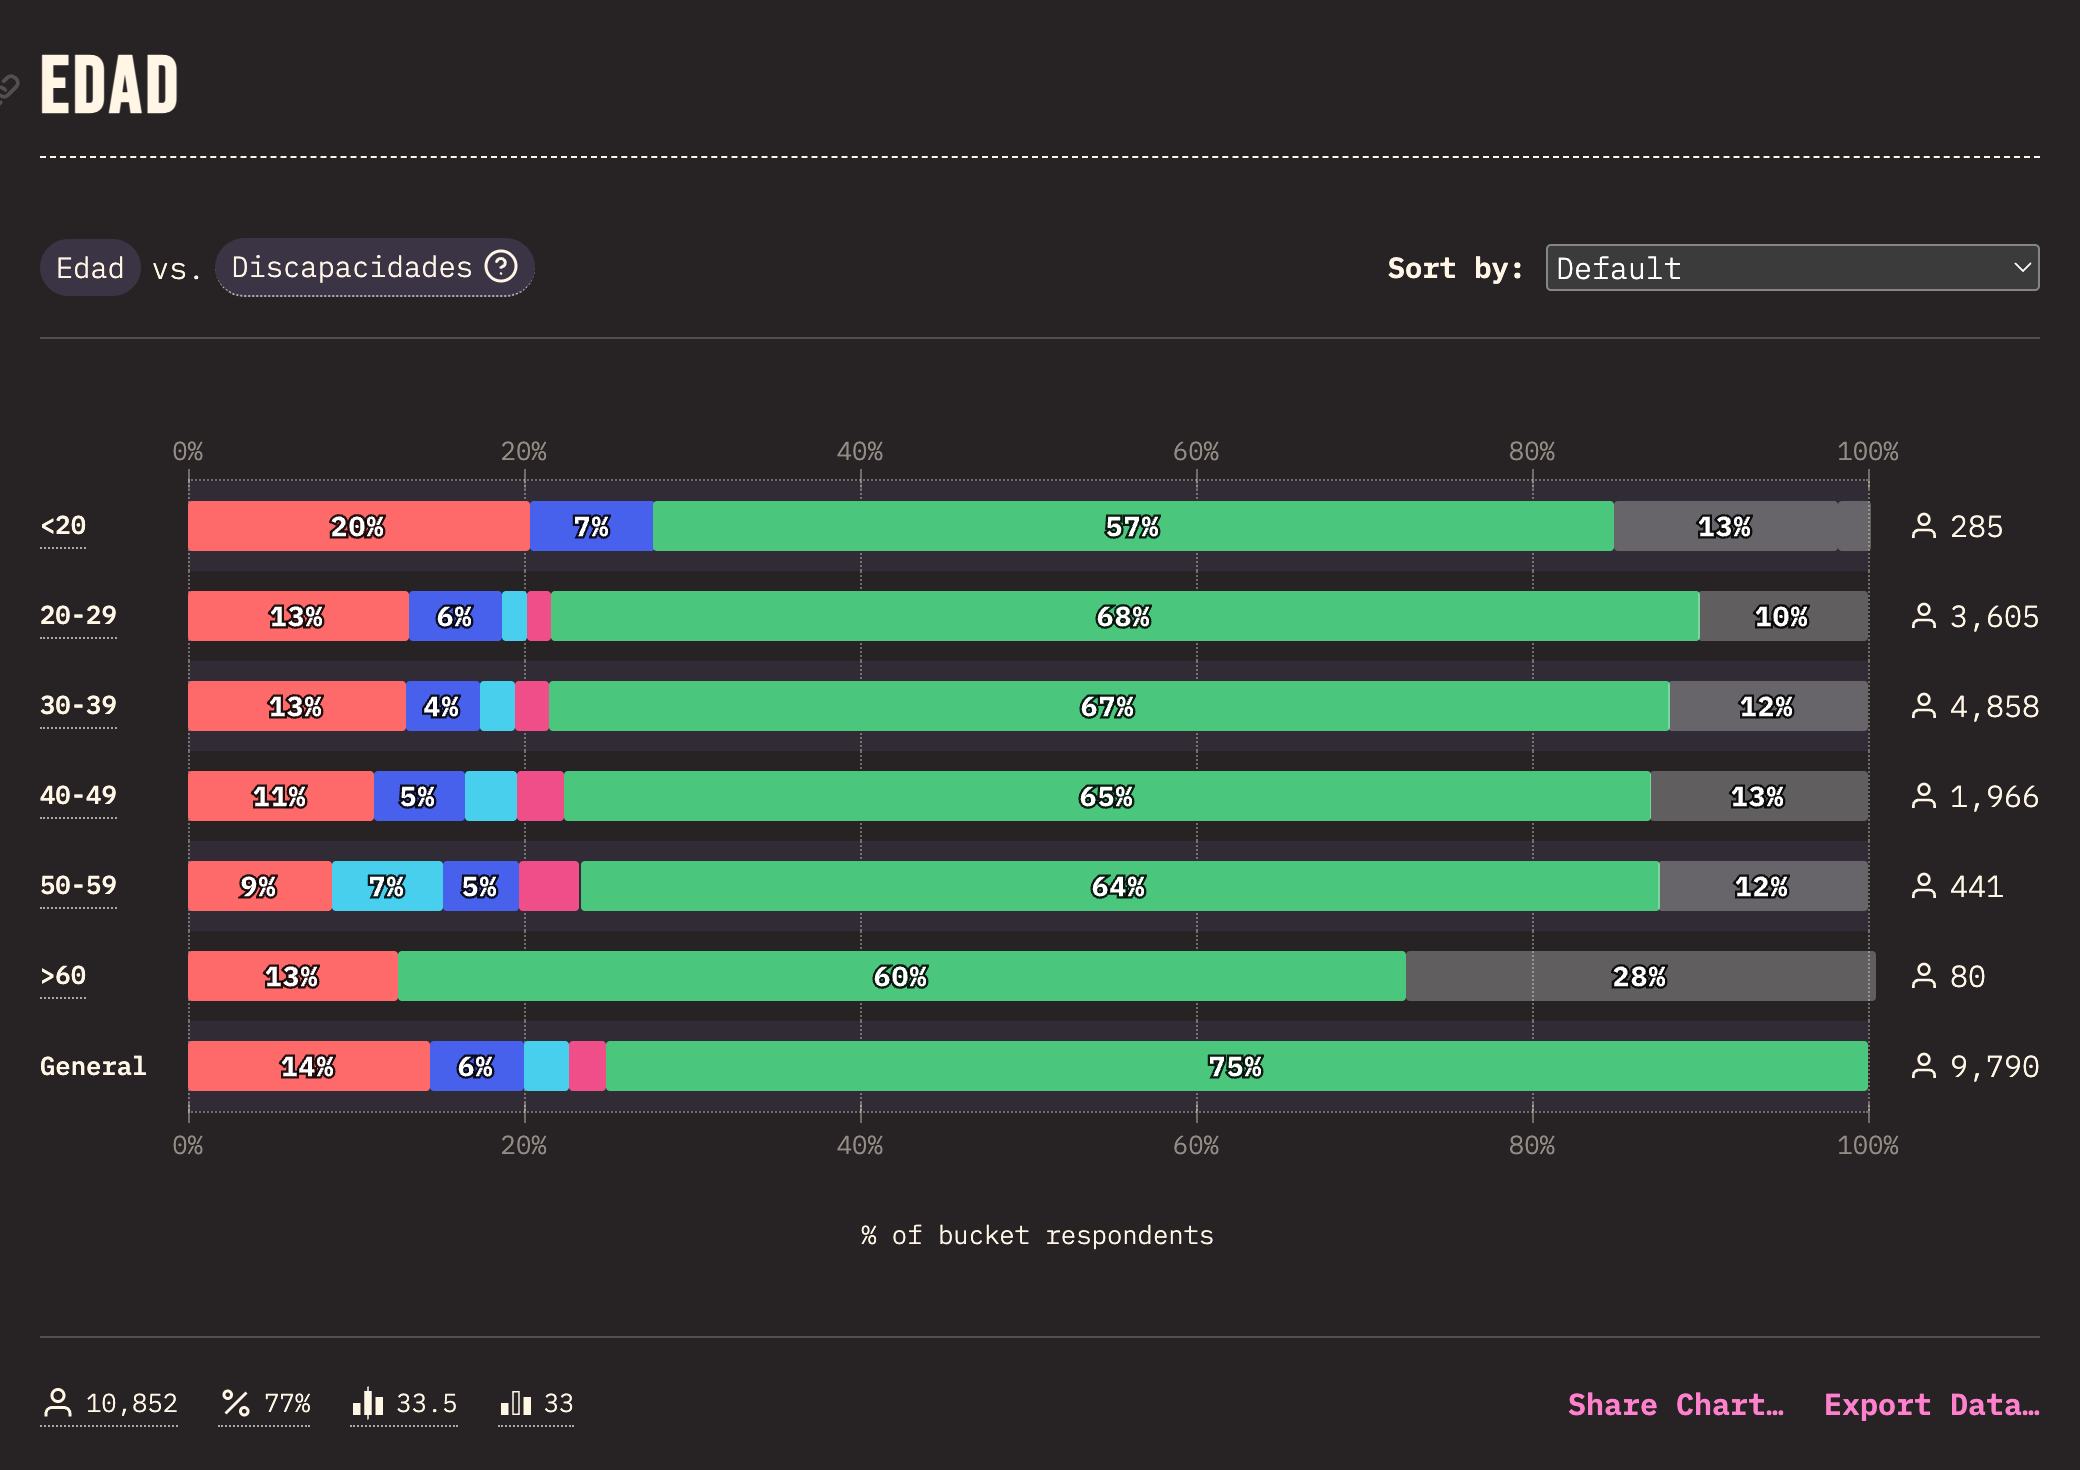 EDAD
Edad vs. Discapacidades ?
Sort by: Default
0% 20% 40% 60% 80% 100%
<20 20% 7% 57% 13% 285
20-29 13% 6% 68% 10% 3,605
30-39 13% 4% 67% 12% 4,858
40-49 11% 5% 65% 13% 1,966
50-59 9% 7% 5% 64% 12% 441
>60 13% 60% 28% 80
General 14% 6% 75% 9,790
0% 20% 40% 60% 80% 100%
% of bucket respondents
10,852 % 77% 33.5 33 Share Chart… Export Data…